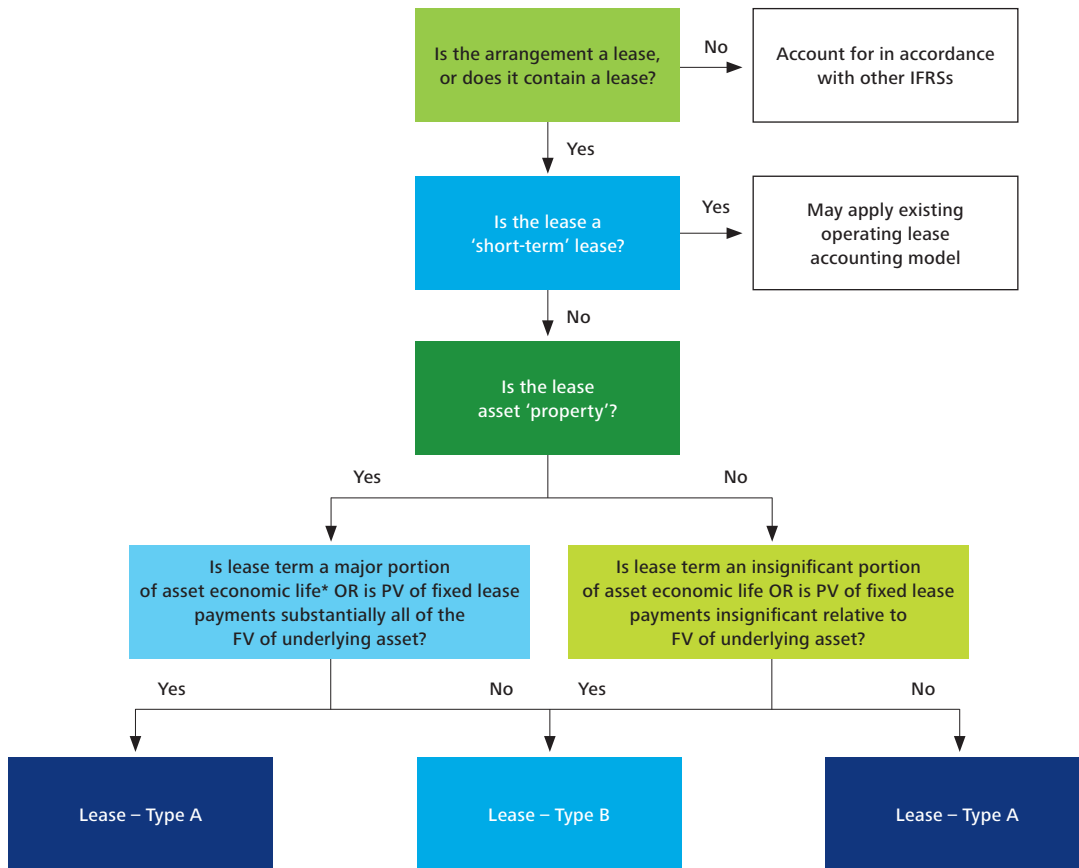 Is the arrangement a lease,
or does it contain a lease?
No
Account for in accordance
with other IFRSs
Yes
Is the lease a
‘short-term’ lease?
Yes
May apply existing
operating lease
accounting model
No
Is the lease
asset ‘property’?
Yes
No
Is lease term a major portion
of asset economic life* OR is PV of fixed lease
payments substantially all of the
FV of underlying asset?
Is lease term an insignificant portion
of asset economic life OR is PV of fixed lease
payments insignificant relative to
FV of underlying asset?
Yes
No
Yes
No
Lease – Type A
Lease – Type B
Lease – Type A